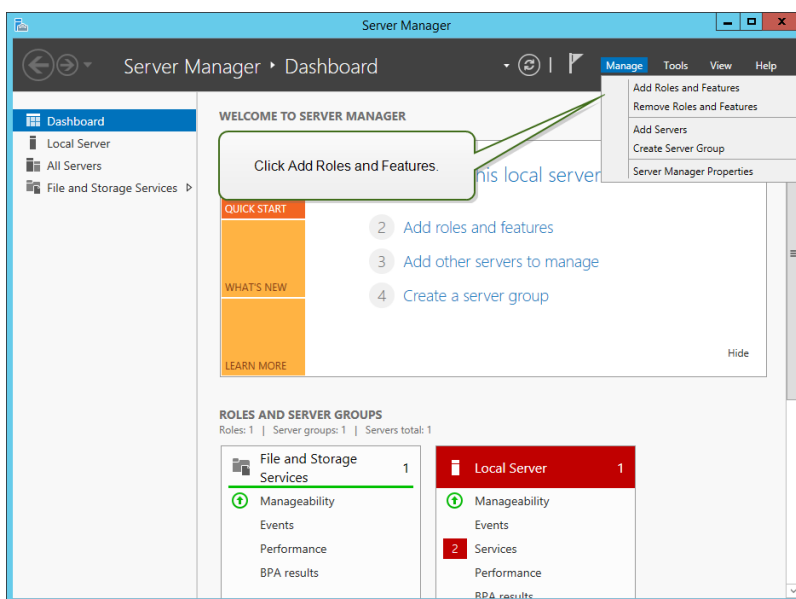 Server Manager
Server Manager ‣ Dashboard
Manage Tools View Help
Add Roles and Features
Remove Roles and Features
Add Servers
Create Server Group
Server Manager Properties
Dashboard
Local Server
All Servers
File and Storage Services
WELCOME TO SERVER MANAGER
Click Add Roles and Features.
his local server
QUICK START
WHAT'S NEW
LEARN MORE
2 Add roles and features
3 Add other servers to manage
4 Create a server group
Hide
ROLES AND SERVER GROUPS
Roles: 1 | Server groups: 1 | Servers total: 1
File and Storage
Services
1
Manageability
Events
Performance
BPA results
Local Server 1
Manageability
Events
2 Services
Performance
BPA results